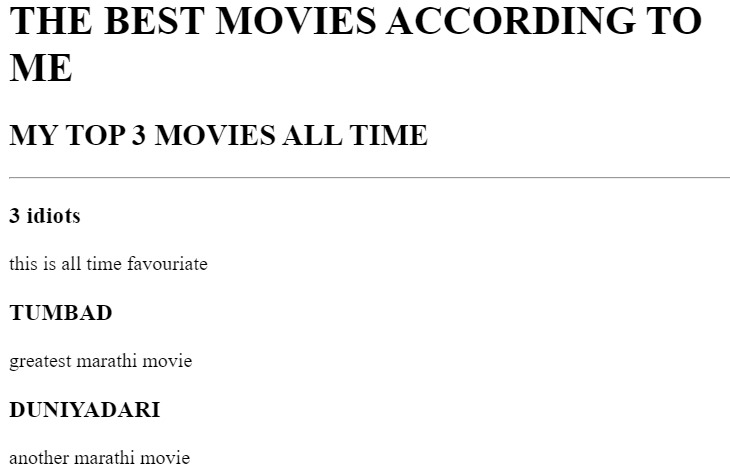 THE BEST MOVIES ACCORDING TO
ME
MY TOP 3 MOVIES ALL TIME
3 idiots
this is all time favouriate
TUMBAD
greatest marathi movie
DUNIYADARI
another marathi movie